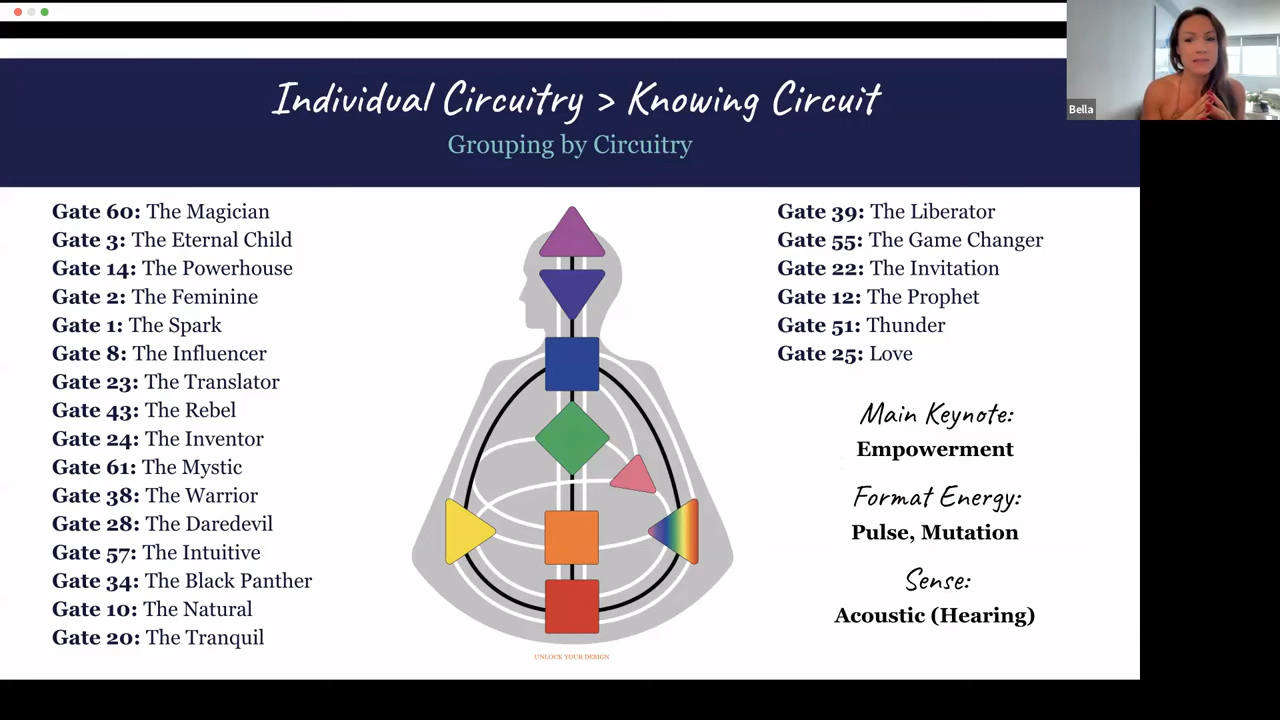 Individual Circuitry > Knowing Circuit
Grouping by Circuitry
Bella
Gate 60: The Magician
Gate 3: The Eternal Child
Gate 14: The Powerhouse
Gate 2: The Feminine
Gate 1: The Spark
Gate 8: The Influencer
Gate 23: The Translator
Gate 43: The Rebel
Gate 24: The Inventor
Gate 61: The Mystic
Gate 38: The Warrior
Gate 28: The Daredevil
Gate 57: The Intuitive
Gate 34: The Black Panther
Gate 10: The Natural
Gate 20: The Tranquil
UNLOCK YOUR DESIGN
Gate 39: The Liberator
Gate 55: The Game Changer
Gate 22: The Invitation
Gate 12: The Prophet
Gate 51: Thunder
Gate 25: Love
Main Keynote:
Empowerment
Format Energy:
Pulse, Mutation
Sense:
Acoustic (Hearing)